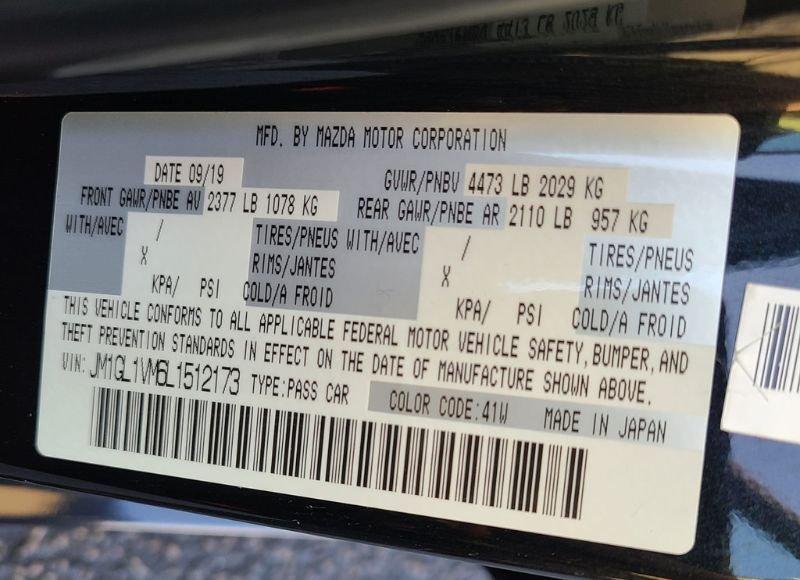 MFD. BY MAZDA MOTOR CORPORATION
DATE 09/19 GVWR/PNBV 4473 LB 2029 KG
FRONT GAWR/PNBE AV 2377 LB 1078 KG REAR GAWR/PNBE AR 2110 LB 957 KG
WITH/AVEC / TIRES/PNEUS WITH/AVEC / TIRES/PNEUS
X RIMS/JANTES X RIMS/JANTES
KPA/ PSI COLD/A FROID KPA/ PSI COLD/A FROID
THIS VEHICLE CONFORMS TO ALL APPLICABLE FEDERAL MOTOR VEHICLE SAFETY, BUMPER, AND
THEFT PREVENTION STANDARDS IN EFFECT ON THE DATE OF MANUFACTURE SHOWN ABOVE.
VIN: JM1GL1VM6L1512173 TYPE:PASS CAR COLOR CODE:41W MADE IN JAPAN